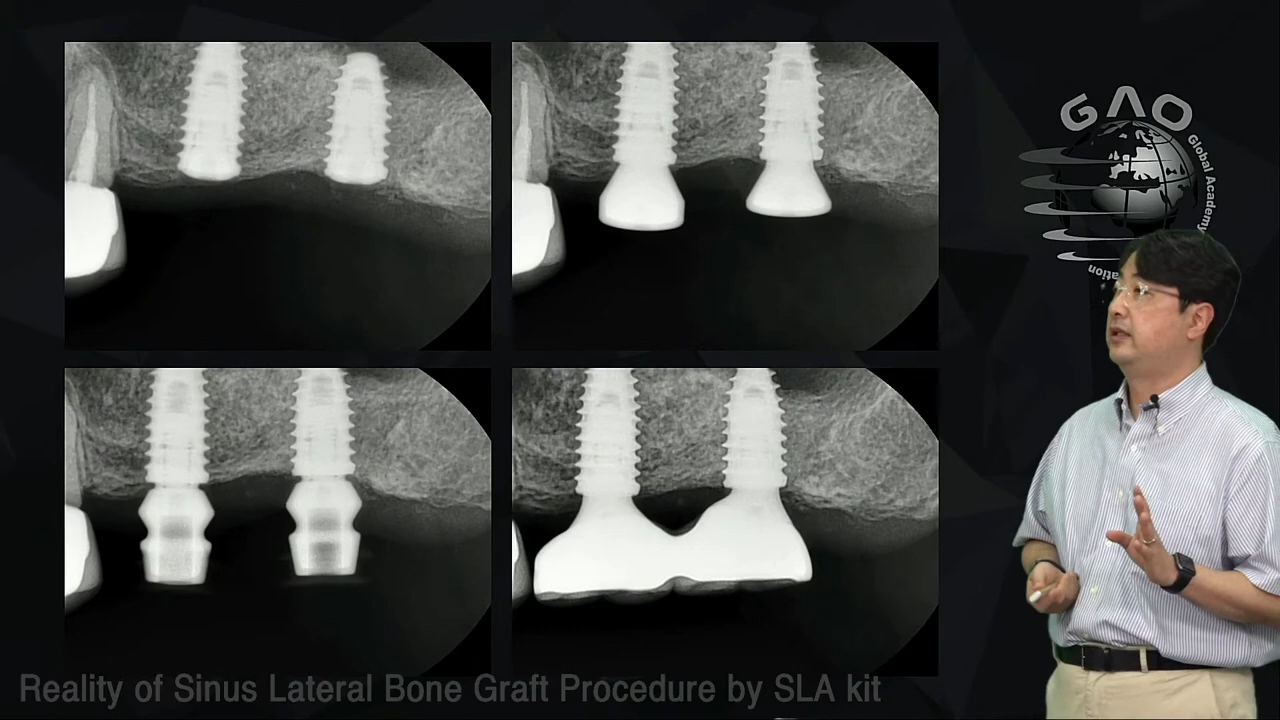 GAO
Global Academy
ation
Reality of Sinus Lateral Bone Graft Procedure by SLA kit